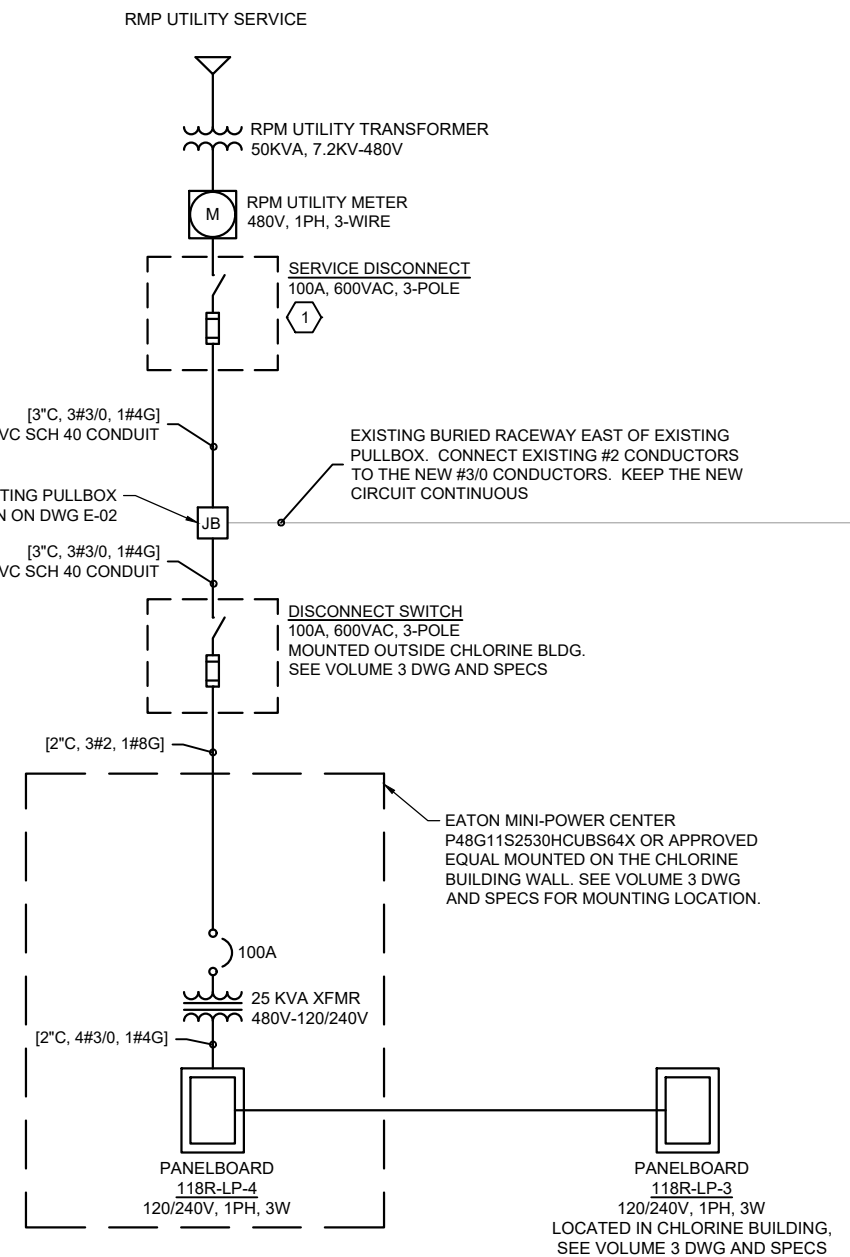 RMP UTILITY SERVICE
RPM UTILITY TRANSFORMER
50KVA, 7.2KV-480V
RPM UTILITY METER
480V, 1PH, 3-WIRE
M
SERVICE DISCONNECT
100A, 600VAC, 3-POLE
1
[3"C, 3#3/0, 1#4G]
VC SCH 40 CONDUIT
EXISTING BURIED RACEWAY EAST OF EXISTING
PULLBOX. CONNECT EXISTING #2 CONDUCTORS
TO THE NEW #3/0 CONDUCTORS. KEEP THE NEW
CIRCUIT CONTINUOUS
TING PULLBOX
N ON DWG E-02
JB
[3"C, 3#3/0, 1#4G]
VC SCH 40 CONDUIT
DISCONNECT SWITCH
100A, 600VAC, 3-POLE
MOUNTED OUTSIDE CHLORINE BLDG.
SEE VOLUME 3 DWG AND SPECS
[2"C, 3#2, 1#8G]
EATON MINI-POWER CENTER
P48G11S2530HCUBS64X OR APPROVED
EQUAL MOUNTED ON THE CHLORINE
BUILDING WALL. SEE VOLUME 3 DWG
AND SPECS FOR MOUNTING LOCATION.
100A
25 KVA XFMR
480V-120/240V
[2"C, 4#3/0, 1#4G]
PANELBOARD
118R-LP-4
120/240V, 1PH, 3W
PANELBOARD
118R-LP-3
120/240V, 1PH, 3W
LOCATED IN CHLORINE BUILDING,
SEE VOLUME 3 DWG AND SPECS